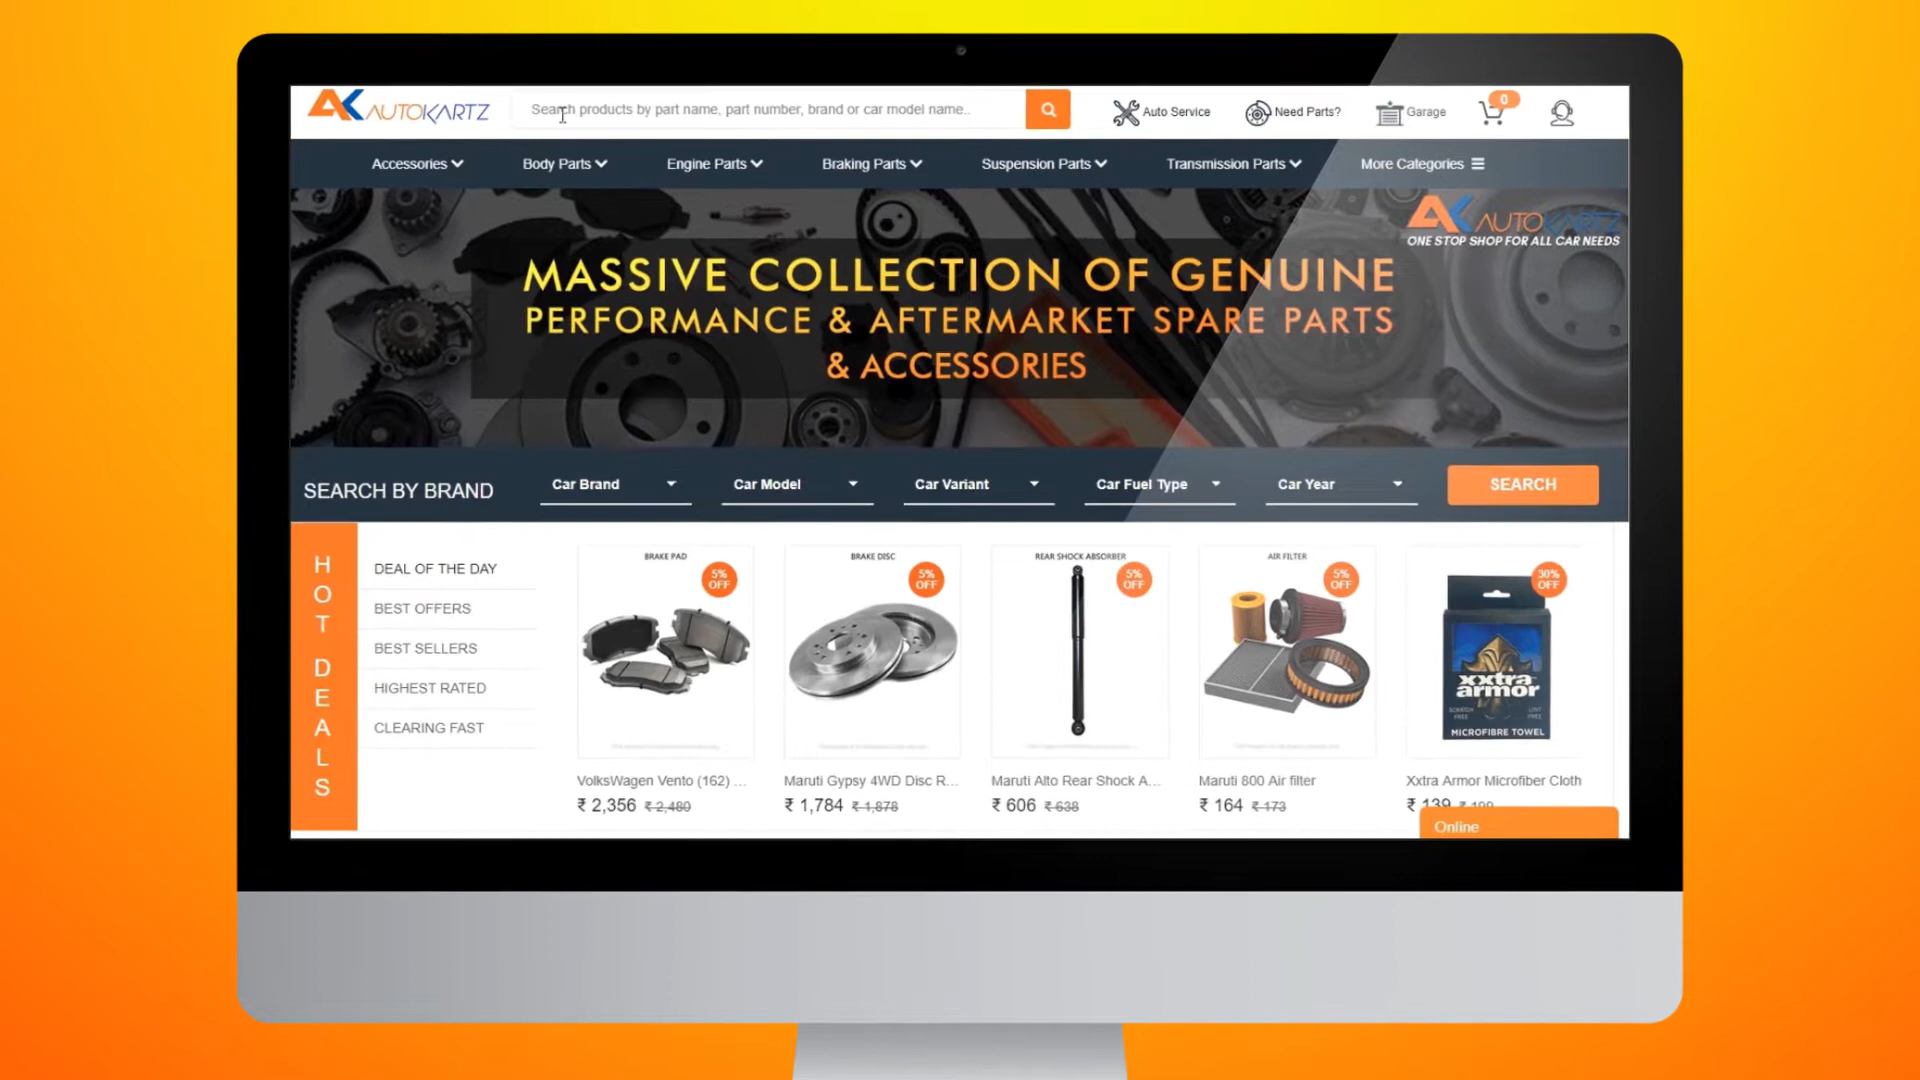 AK AUTOKARTZ
Search products by part name, part number, brand or car model name..
Auto Service
Need Parts?
Garage
0
Accessories
Body Parts
Engine Parts
Braking Parts
Suspension Parts
Transmission Parts
More Categories
AK AUTOKARTZ
ONE STOP SHOP FOR ALL CAR NEEDS
MASSIVE COLLECTION OF GENUINE
PERFORMANCE & AFTERMARKET SPARE PARTS
& ACCESSORIES
SEARCH BY BRAND
Car Brand
Car Model
Car Variant
Car Fuel Type
Car Year
SEARCH
HOT DEALS
DEAL OF THE DAY
BEST OFFERS
BEST SELLERS
HIGHEST RATED
CLEARING FAST
BRAKE PAD
5%
OFF
VolksWagen Vento (162) ...
₹ 2,356 ₹ 2,480
BRAKE DISC
5%
OFF
Maruti Gypsy 4WD Disc R...
₹ 1,784 ₹ 1,878
REAR SHOCK ABSORBER
5%
OFF
Maruti Alto Rear Shock A...
₹ 606 ₹ 638
AIR FILTER
5%
OFF
Maruti 800 Air filter
₹ 164 ₹ 173
30%
OFF
xxtra
armor
SCRATCH
FREE
LINT
FREE
MICROFIBRE TOWEL
Xxtra Armor Microfiber Cloth
₹ 139 ₹ 199
Online